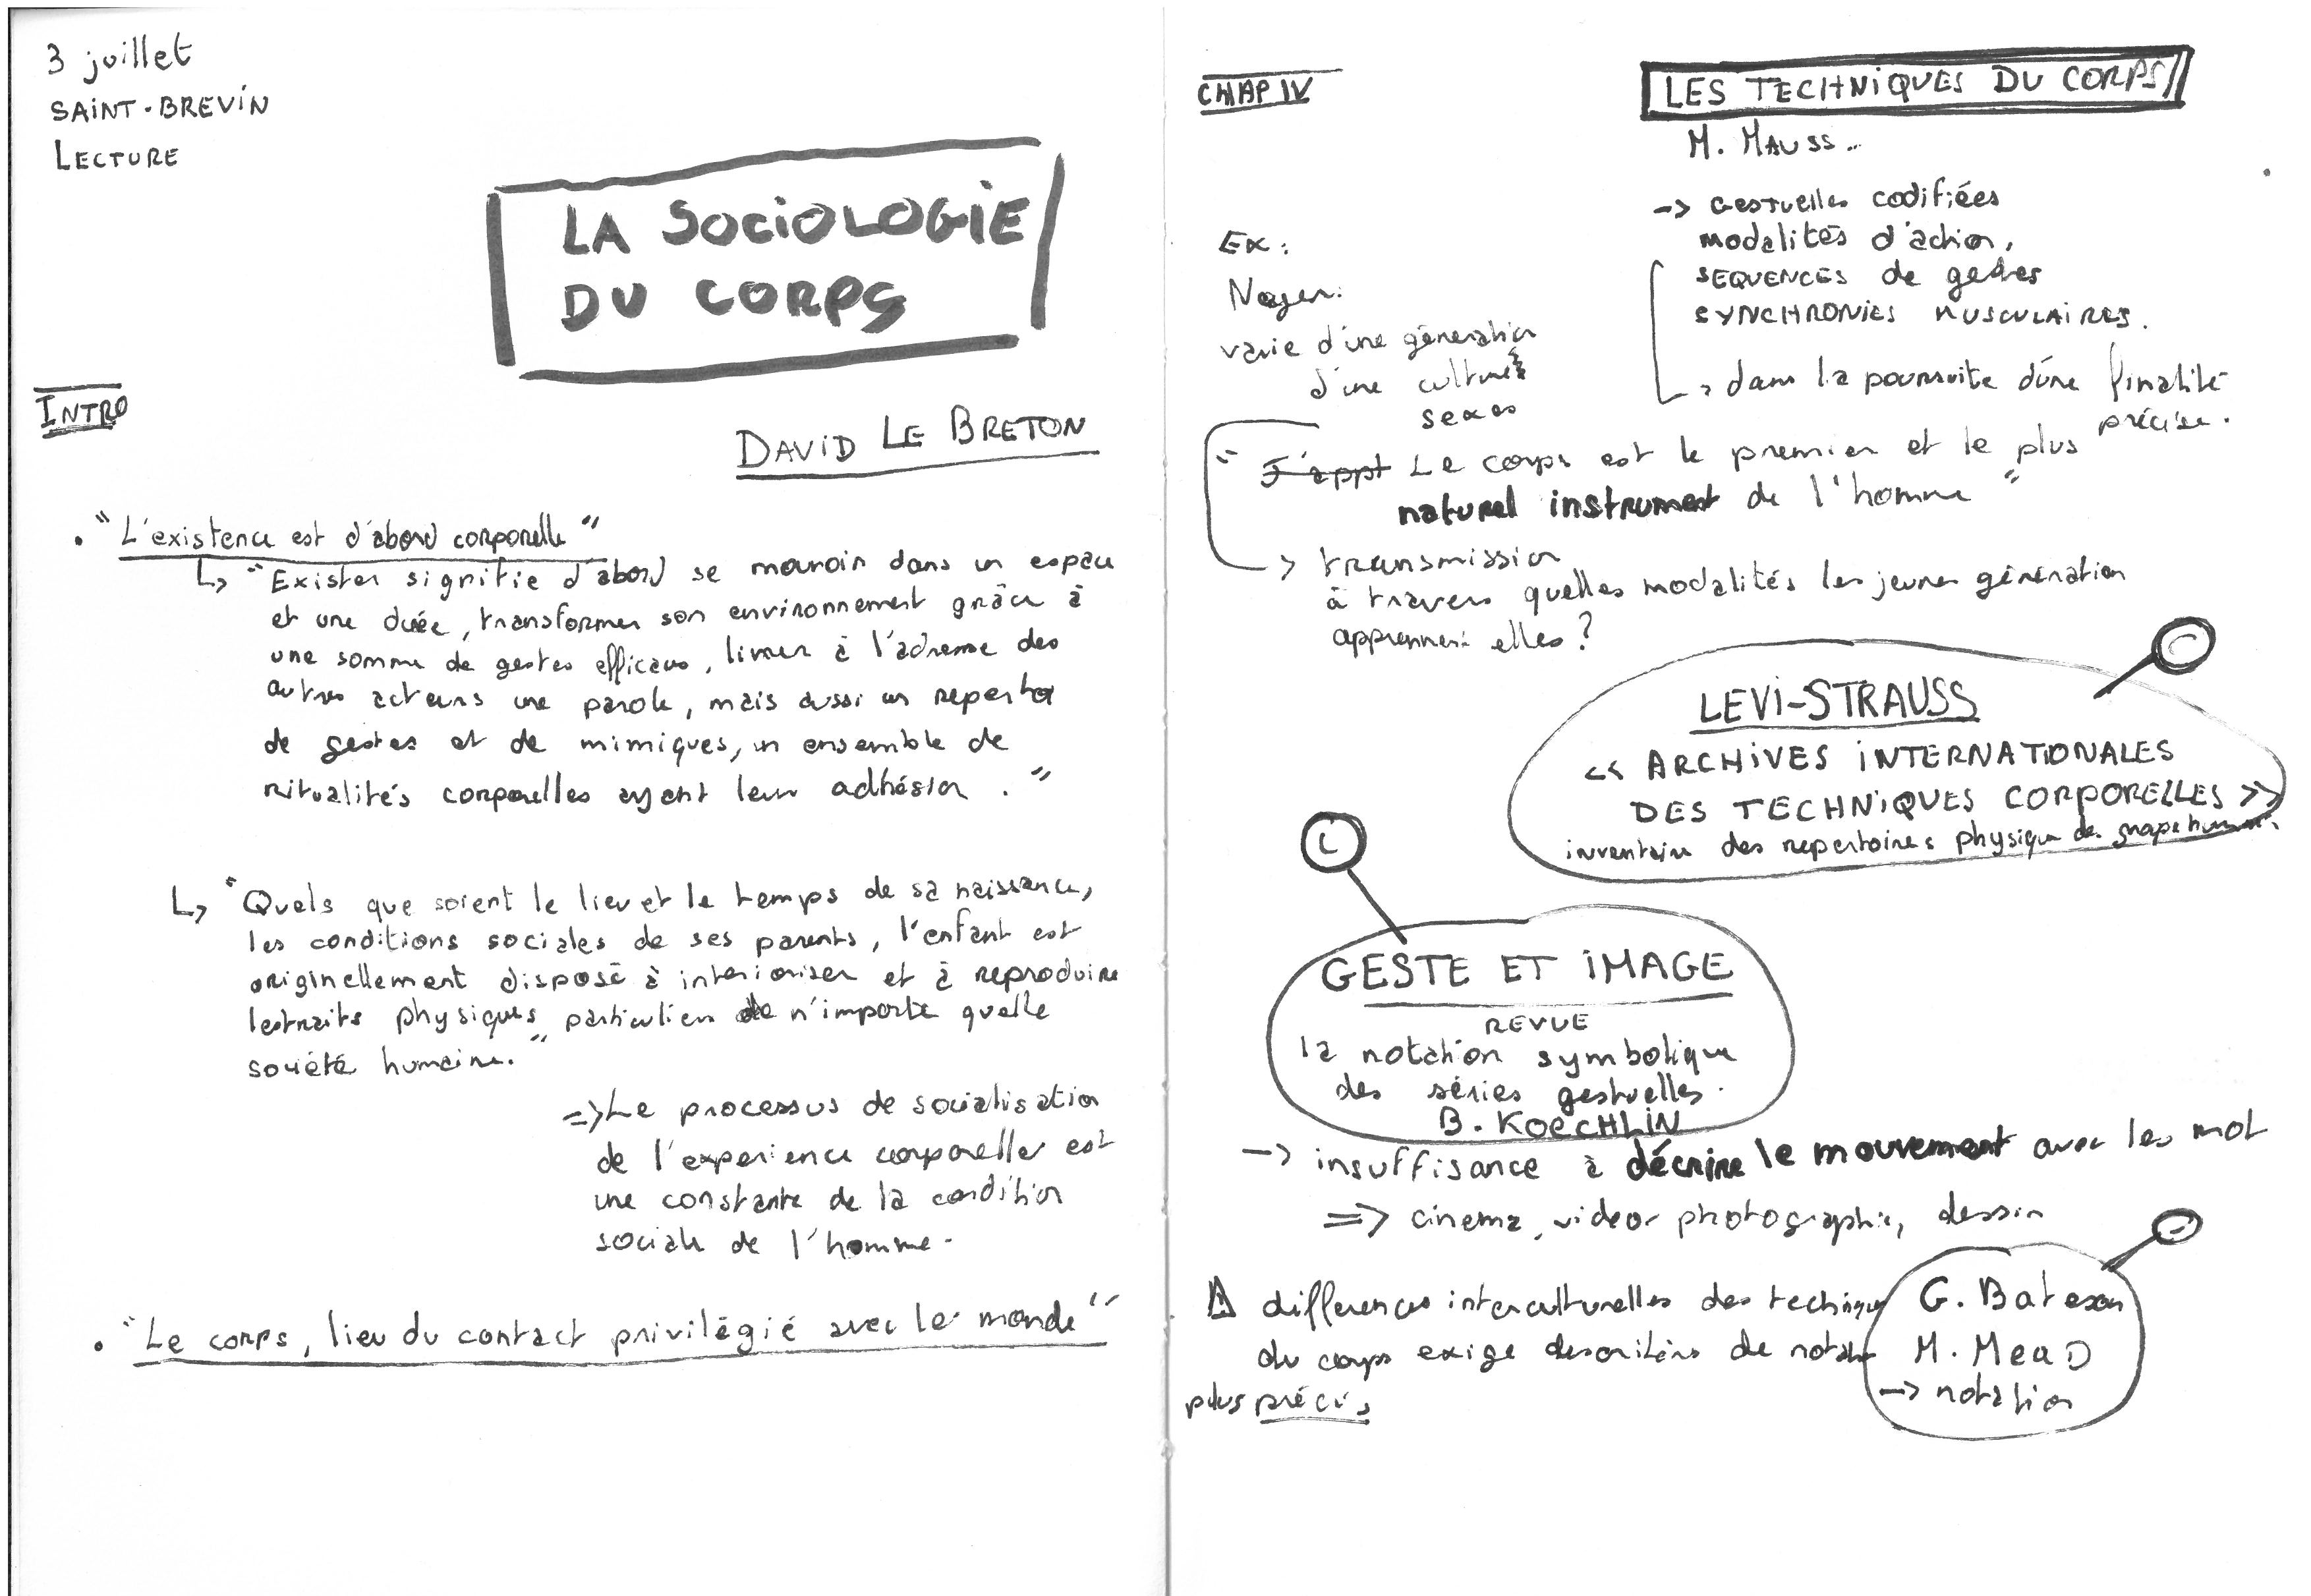 3 juillet
SAINT-BREVIN
LECTURE
LA SOCIOLOGIE
DU CORPS
DAVID LE BRETON
INTRO
• "L'existence est d'abord corporelle"
↳ "Exister signifie d'abord se mouvoir dans un espace
et une durée, transformer son environnement grâce à
une somme de gestes efficaces, livrer à l'adresse des
autres acteurs une parole, mais aussi un
de gestes et de mimiques, un ensemble de
ritualités corporelles ayant leur adhésion."
↳ "Quels que soient le lieu et le temps de sa naissance,
les conditions sociales de ses parents, l'enfant est
originellement disposé à intérioriser et à reproduire
les traits physiques particuliers de n'importe quelle
société humaine."
=> Le processus de socialisation
de l'experience corporelle est
une constante de la condition
sociale de l'homme.
• "Le corps, lieu du contact privilégié avec le monde"
CHAP IV
LES TECHNIQUES DU CORPS
M. MAUSS..
-> Gestuelles codifiées
modalités d'action,
SEQUENCES de gestes
SYNCHRONIES MUSCULAIRES.
-> dans la poursuite d'une finalité
précise.
Ex:
Nager:
varie d'une génération
d'une culture
sexes
" J'appt Le corps est le premier et le plus
naturel instrument de l'homme "
-> transmission
à travers quelles modalités les jeunes génération
apprennent elles ?
LEVI-STRAUSS
<< ARCHIVES INTERNATIONALES
DES TECHNIQUES CORPORELLES >>
inventaire des repertoires physique de
GESTE ET IMAGE
REVUE
la notation symbolique
des séries gestuelles.
B. KOECHLIN
-> insuffisance à décrire le mouvement avec les mot
=> cinema, video photographie, dessin
differences interculturelles des technique
du corps exige des critères de
plus précis
G. Bateson
M. MEAD
-> notation